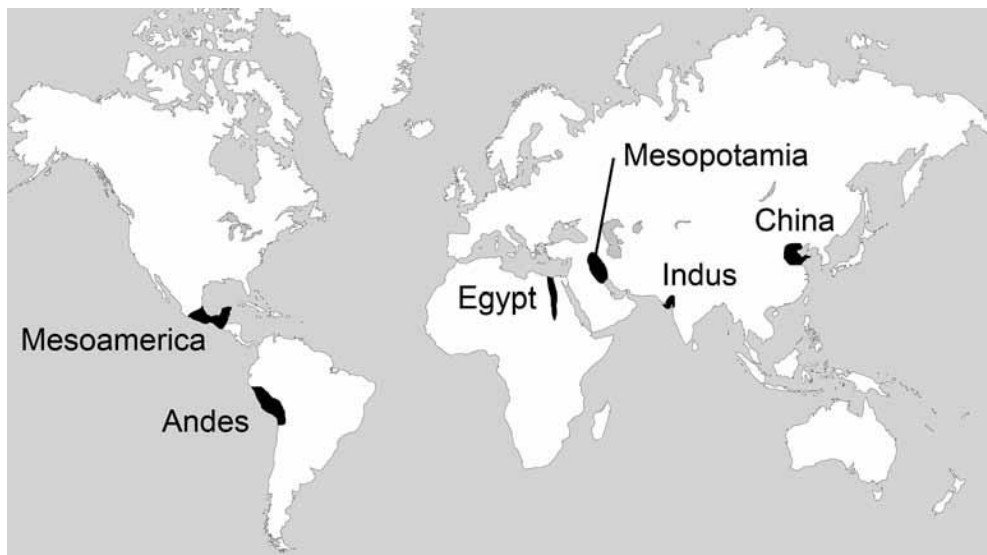 Mesopotamia
China
Indus
Egypt
Mesoamerica
Andes